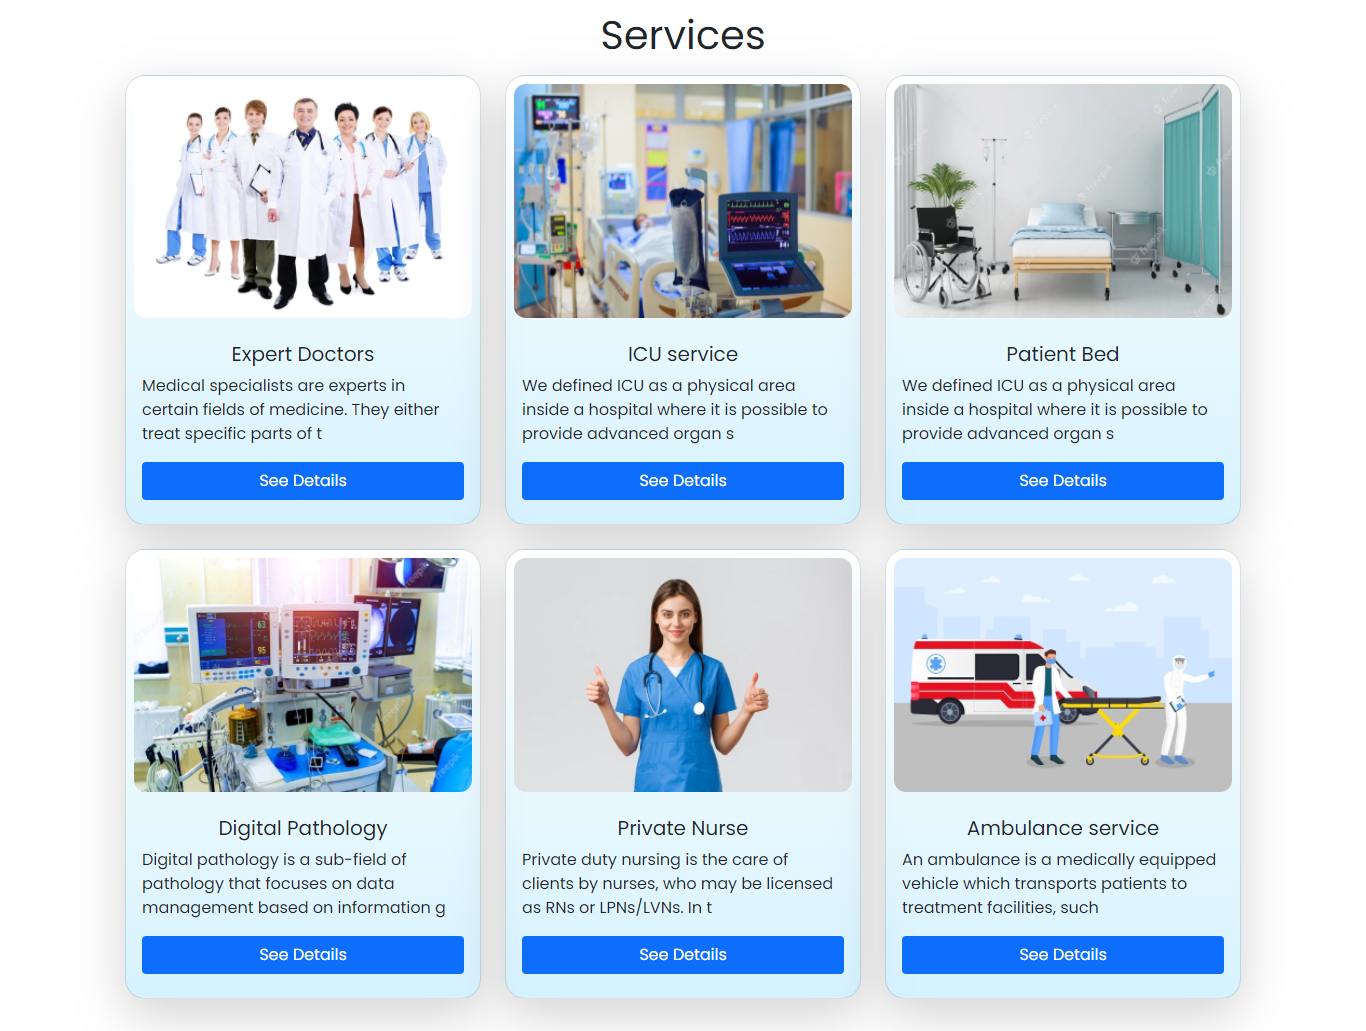 Services
Expert Doctors
Medical specialists are experts in
certain fields of medicine. They either
treat specific parts of t
See Details
ICU service
We defined ICU as a physical area
inside a hospital where it is possible to
provide advanced organ s
See Details
Patient Bed
We defined ICU as a physical area
inside a hospital where it is possible to
provide advanced organ s
See Details
63
95
Digital Pathology
Digital pathology is a sub-field of
pathology that focuses on data
management based on information g
See Details
Private Nurse
Private duty nursing is the care of
clients by nurses, who may be licensed
as RNs or LPNs/LVNs. In t
See Details
Ambulance service
An ambulance is a medically equipped
vehicle which transports patients to
treatment facilities, such
See Details